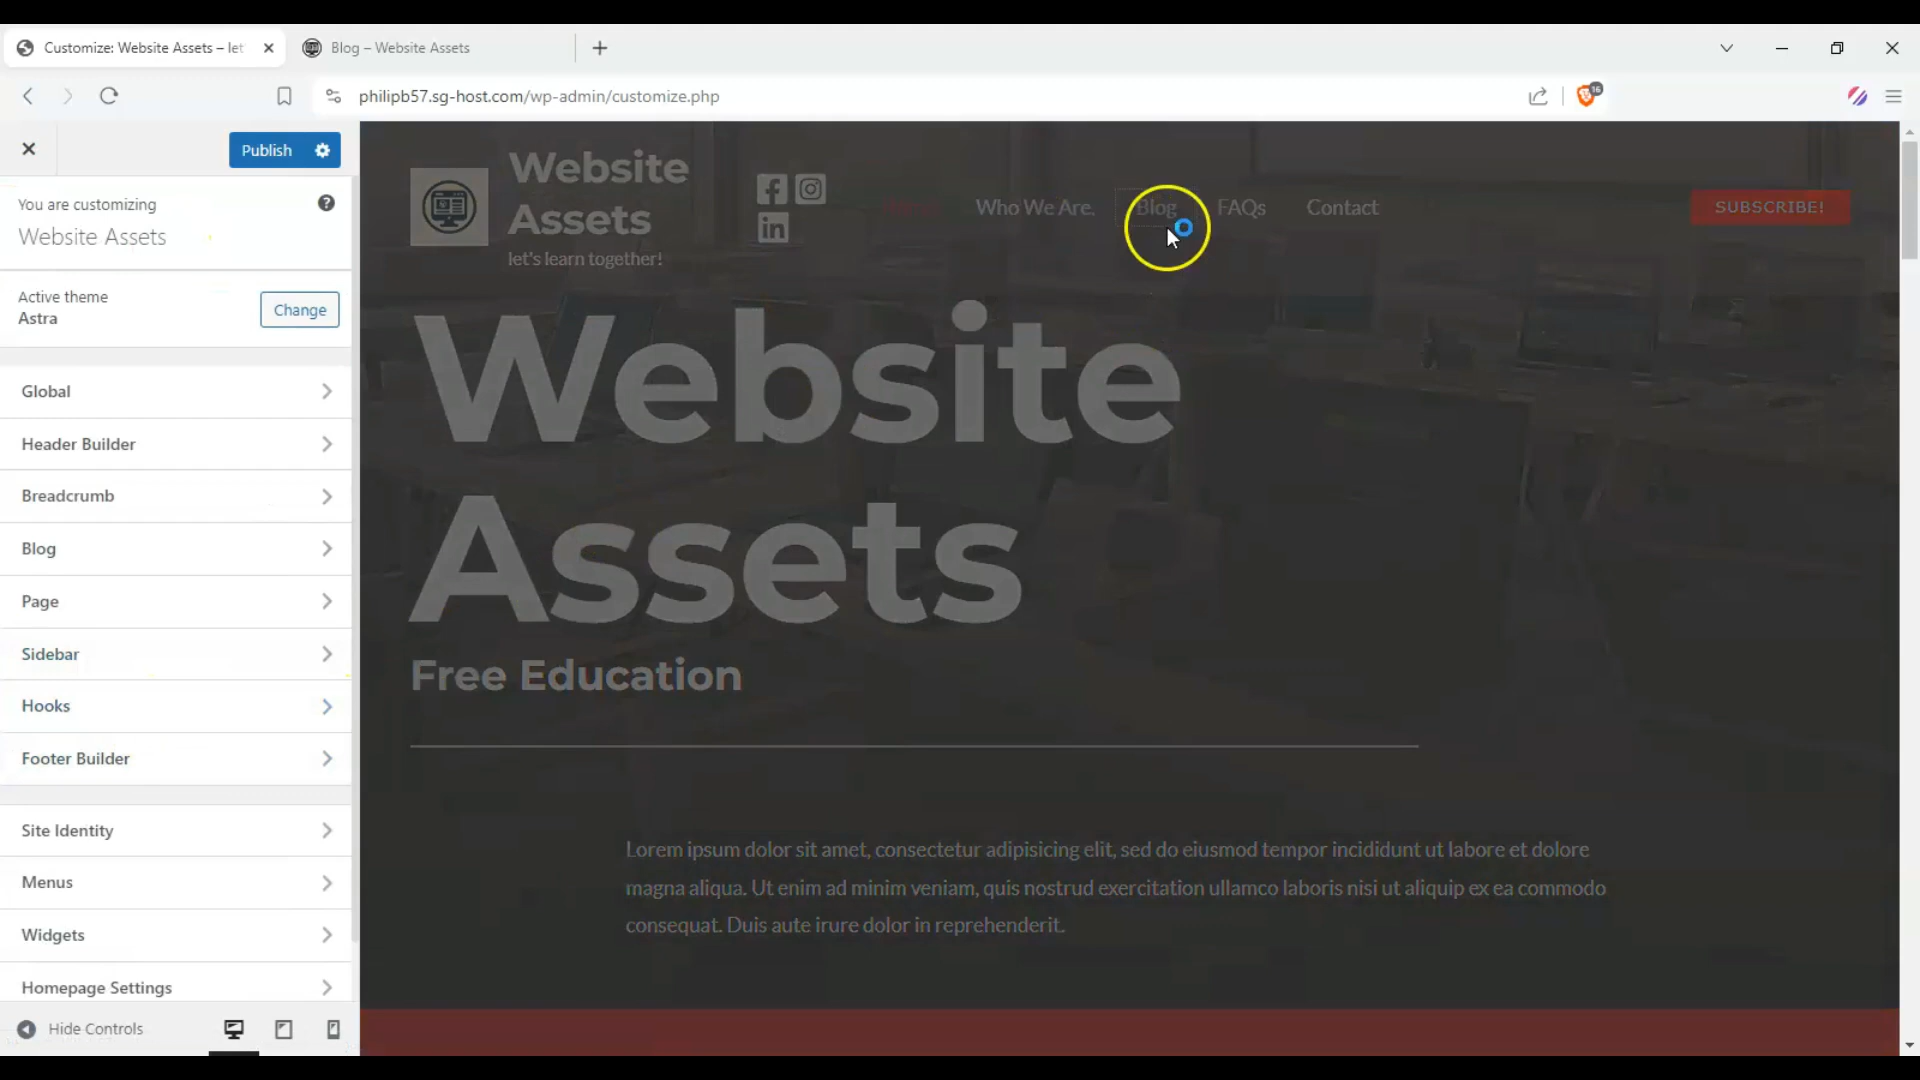 Customize: Website Assets – let
Blog – Website Assets
philipb57.sg-host.com/wp-admin/customize.php
16
Publish
You are customizing
Website Assets
Active theme
Astra
Change
Global
Header Builder
Breadcrumb
Blog
Page
Sidebar
Hooks
Footer Builder
Site Identity
Menus
Widgets
Homepage Settings
Hide Controls
Website
Assets
let's learn together!
Home
Who We Are.
Blog
FAQs
Contact
SUBSCRIBE!
Website
Assets
Free Education
Lorem ipsum dolor sit amet, consectetur adipisicing elit, sed do eiusmod tempor incididunt ut labore et dolore
magna aliqua. Ut enim ad minim veniam, quis nostrud exercitation ullamco laboris nisi ut aliquip ex ea commodo
consequat. Duis aute irure dolor in reprehenderit.